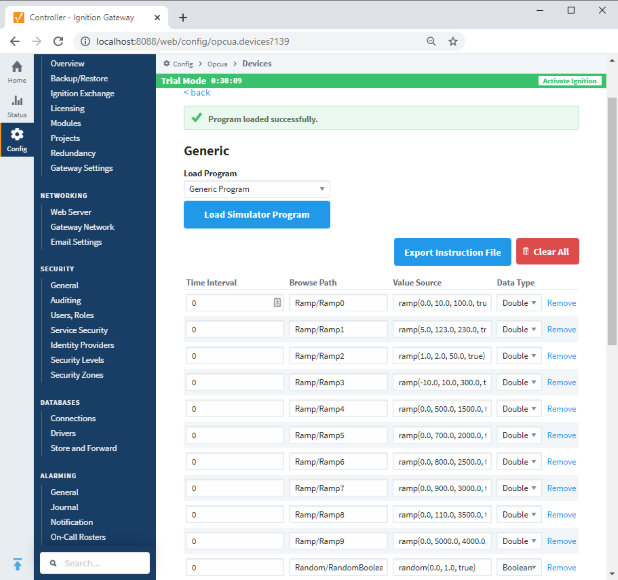 Controller - Ignition Gateway
localhost:8088/web/config/opcua.devices?139
Home
Status
Config
Overview
Backup/Restore
Ignition Exchange
Licensing
Modules
Projects
Redundancy
Gateway Settings
NETWORKING
Web Server
Gateway Network
Email Settings
SECURITY
General
Auditing
Users, Roles
Service Security
Identity Providers
Security Levels
Security Zones
DATABASES
Connections
Drivers
Store and Forward
ALARMING
General
Journal
Notification
On-Call Rosters
Search...
Config > Opcua > Devices
Trial Mode 0:30:09 Activate Ignition
< back
Program loaded successfully.
Generic
Load Program
Generic Program
Load Simulator Program
Export Instruction File Clear All
Time Interval Browse Path Value Source Data Type
0 Ramp/Ramp0 ramp(0.0, 10.0, 100.0, tru Double Remove
0 Ramp/Ramp1 ramp(5.0, 123.0, 230.0, tr Double Remove
0 Ramp/Ramp2 ramp(1.0, 2.0, 50.0, true) Double Remove
0 Ramp/Ramp3 ramp(-10.0, 10.0, 300.0, t Double Remove
0 Ramp/Ramp4 ramp(0.0, 500.0, 1500.0, t Double Remove
0 Ramp/Ramp5 ramp(0.0, 700.0, 2000.0, t Double Remove
0 Ramp/Ramp6 ramp(0.0, 800.0, 2500.0, t Double Remove
0 Ramp/Ramp7 ramp(0.0, 900.0, 3000.0, t Double Remove
0 Ramp/Ramp8 ramp(0.0, 110.0, 3500.0, t Double Remove
0 Ramp/Ramp9 ramp(0.0, 5000.0, 4000.0, Double Remove
0 Random/RandomBoolea random(0.0, 1.0, true) Boolean Remove